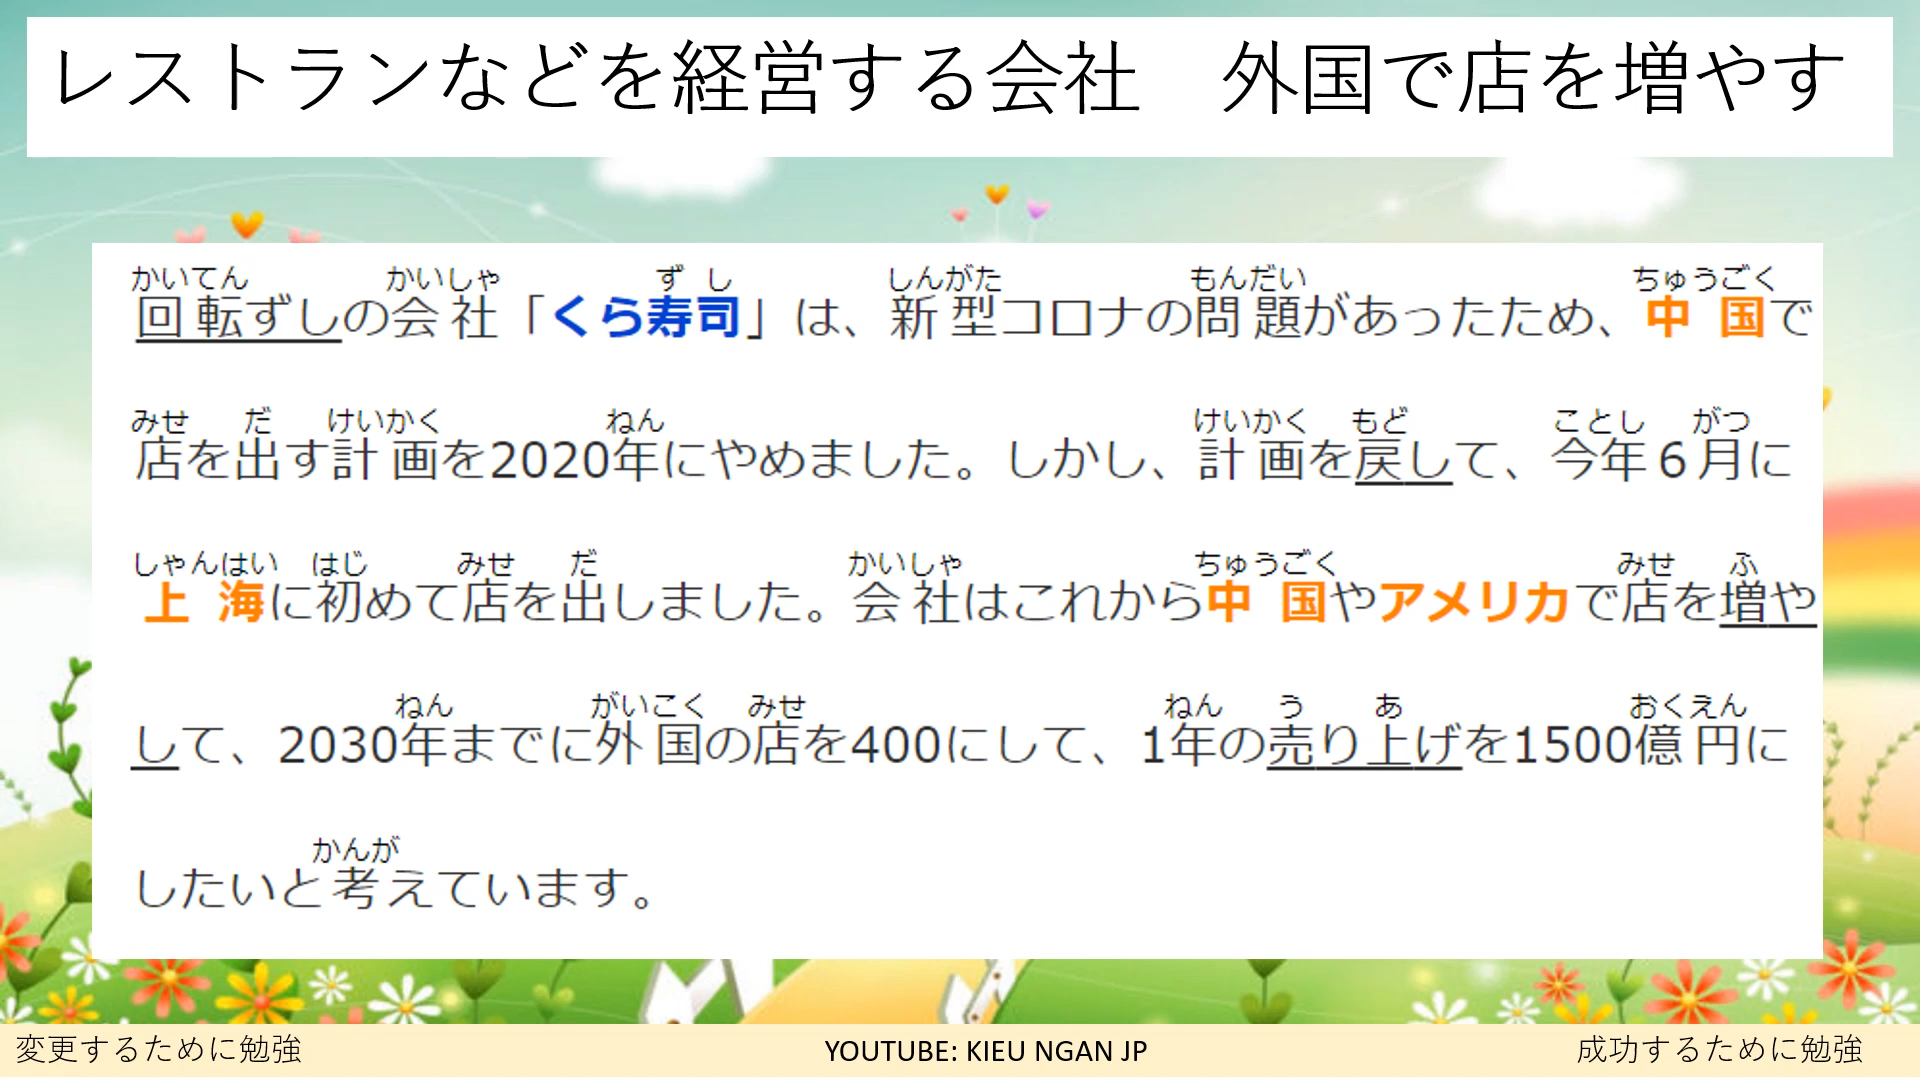 レストランなどを経営する会社　外国で店を増やす
かいてん かいしゃ ず し しんがた もんだい ちゅうごく
回転ずしの会社「くら寿司」は、新型コロナの問題があったため、中国で
みせ だ けいかく ねん けいかく もど ことし がつ
店を出す計画を2020年にやめました。しかし、計画を戻して、今年6月に
しゃんはい はじ みせ だ かいしゃ ちゅうごく みせ ふ
上海に初めて店を出しました。会社はこれから中国やアメリカで店を増や
ねん がいこく みせ ねん う あ おくえん
して、2030年までに外国の店を400にして、1年の売り上げを1500億円に
かんが
したいと考えています。
変更するために勉強 YOUTUBE: KIEU NGAN JP 成功するために勉強